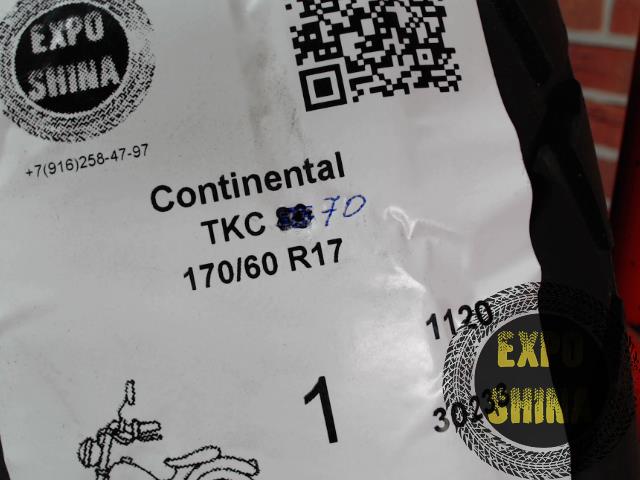 EXPO
SHINA
+7(916)258-47-97
Continental
TKC 70
170/60 R17
1120
1
EXPO
SHINA